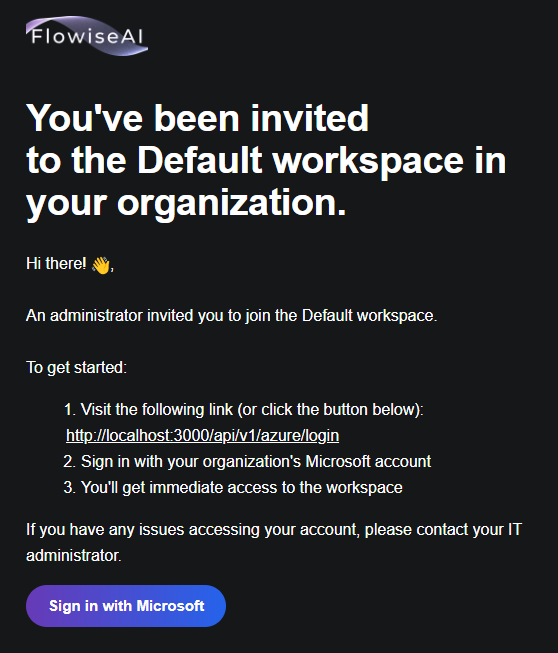 FlowiseAI
You've been invited
to the Default workspace in
your organization.
Hi there! 👋,
An administrator invited you to join the Default workspace.
To get started:
1. Visit the following link (or click the button below):
http://localhost:3000/api/v1/azure/login
2. Sign in with your organization's Microsoft account
3. You'll get immediate access to the workspace
If you have any issues accessing your account, please contact your IT
administrator.
Sign in with Microsoft